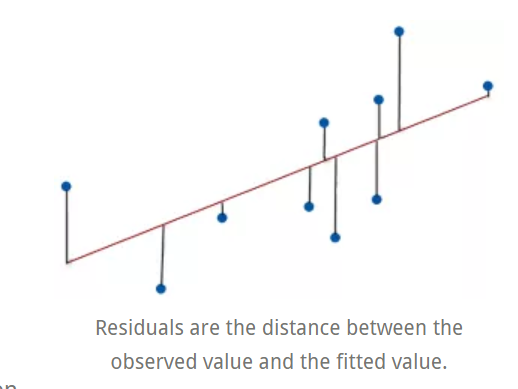 Residuals are the distance between the
observed value and the fitted value.